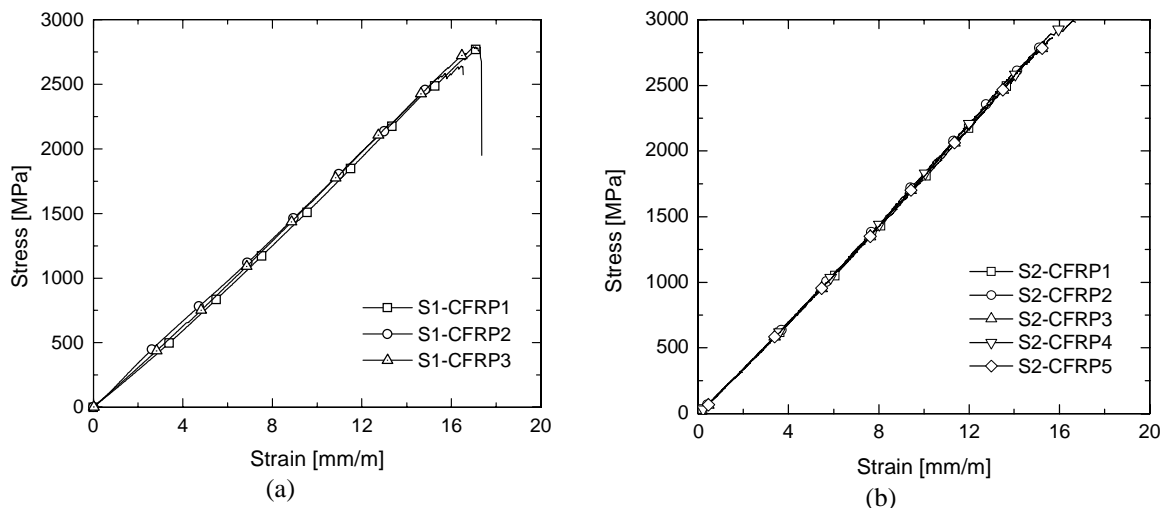 3000
2500
2000
1500
1000
500
0
Stress [MPa]
S1-CFRP1
S1-CFRP2
S1-CFRP3
0 4 8 12 16 20
Strain [mm/m]
(a)
3000
2500
2000
1500
1000
500
0
Stress [MPa]
S2-CFRP1
S2-CFRP2
S2-CFRP3
S2-CFRP4
S2-CFRP5
0 4 8 12 16 20
Strain [mm/m]
(b)